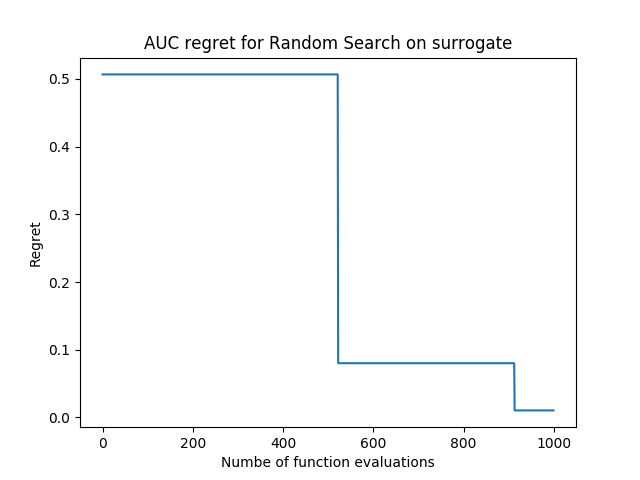 AUC regret for Random Search on surrogate
0.5
0.4
0.3
0.2
0.1
0.0
Regret
0 200 400 600 800 1000
Numbe of function evaluations